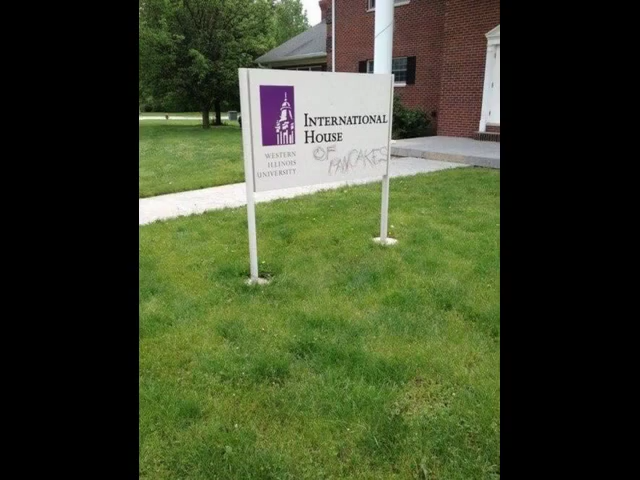 INTERNATIONAL
HOUSE
OF PANCAKES
WESTERN
ILLINOIS
UNIVERSITY